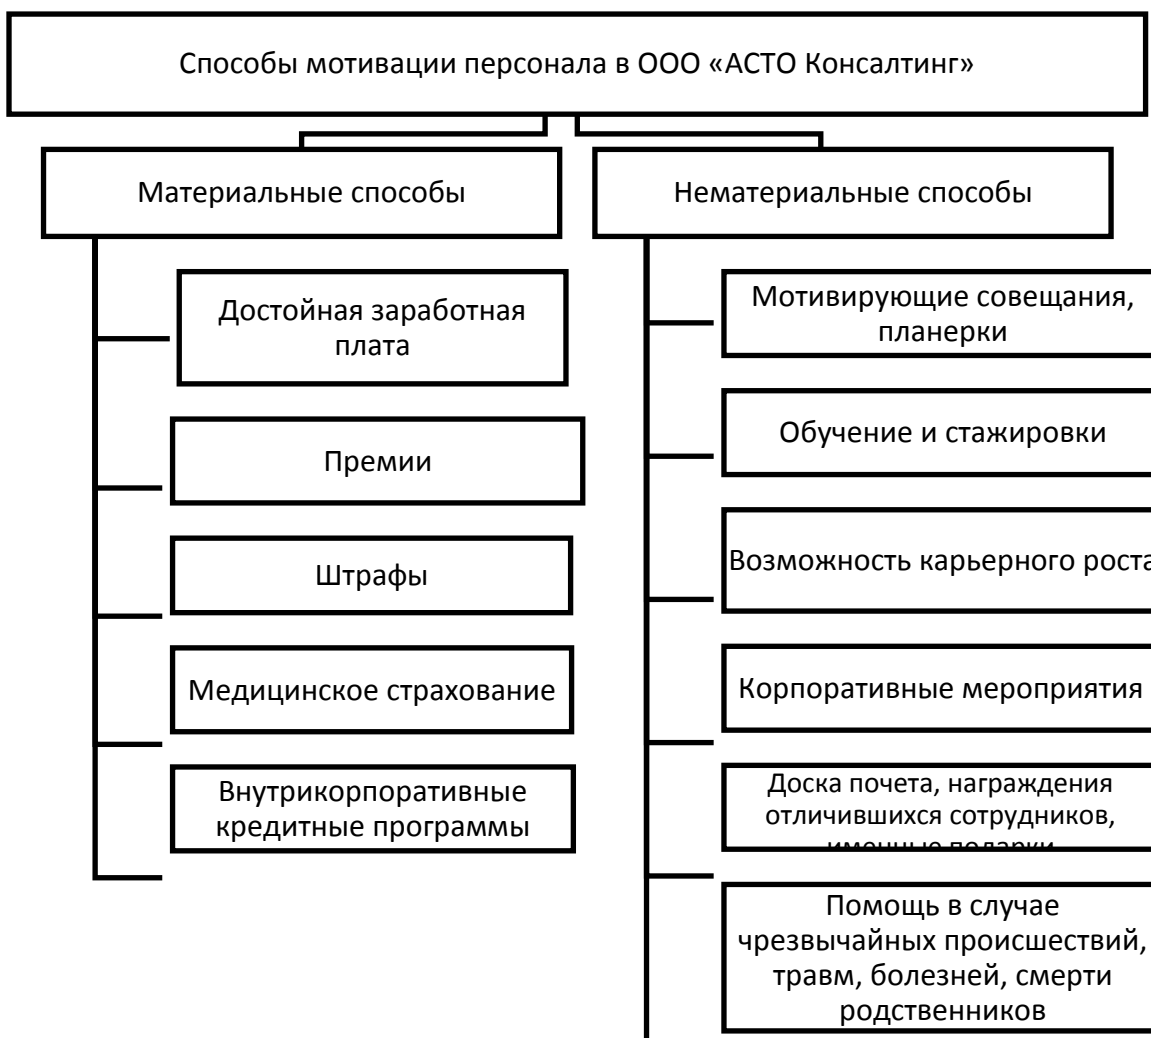 Способы мотивации персонала в ООО «АСТО Консалтинг»
Материальные способы
Достойная заработная
плата
Премии
Штрафы
Медицинское страхование
Внутрикорпоративные
кредитные программы
Нематериальные способы
Мотивирующие совещания,
планерки
Обучение и стажировки
Возможность карьерного роста
Корпоративные мероприятия
Доска почета, награждения
отличившихся сотрудников,
именные подарки
Помощь в случае
чрезвычайных происшествий,
травм, болезней, смерти
родственников